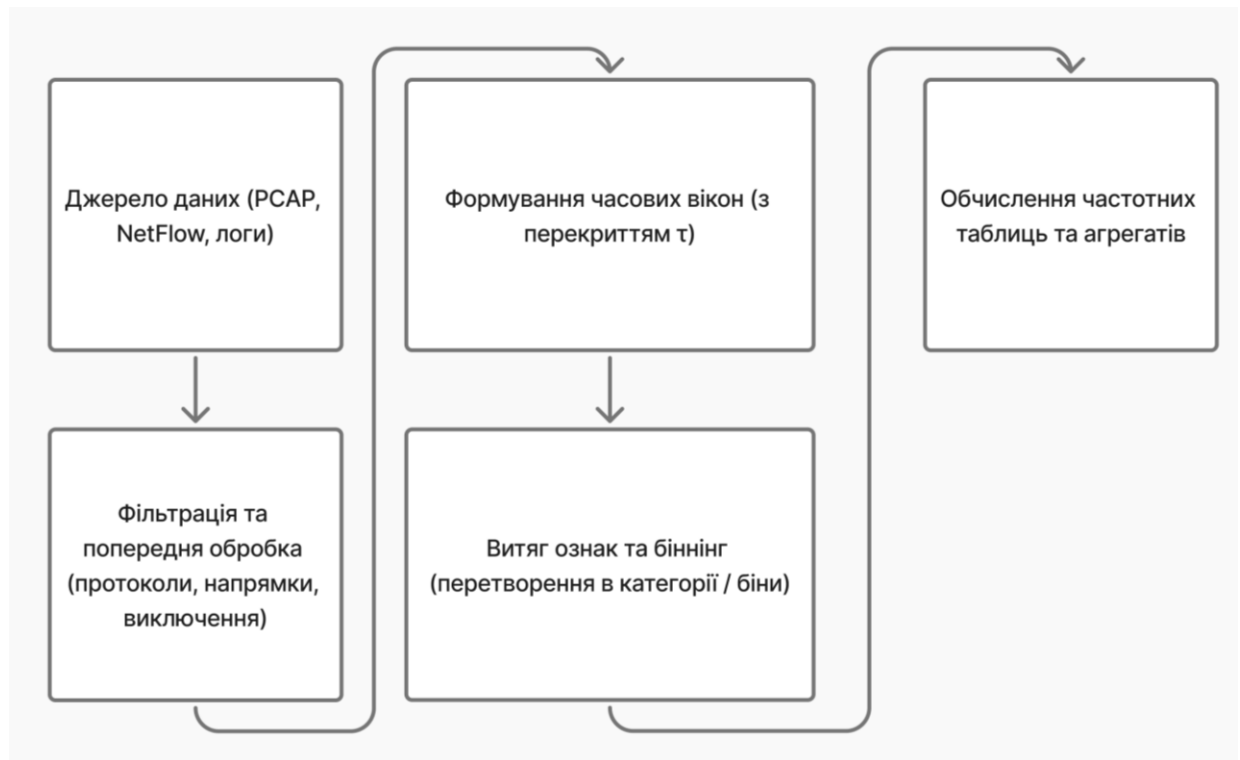 Джерело даних (PCAP,
NetFlow, логи)
Фільтрація та
попередня обробка
(протоколи, напрямки,
виключення)
Формування часових вікон (з
перекриттям τ)
Витяг ознак та біннінг
(перетворення в категорії / біни)
Обчислення частотних
таблиць та агрегатів